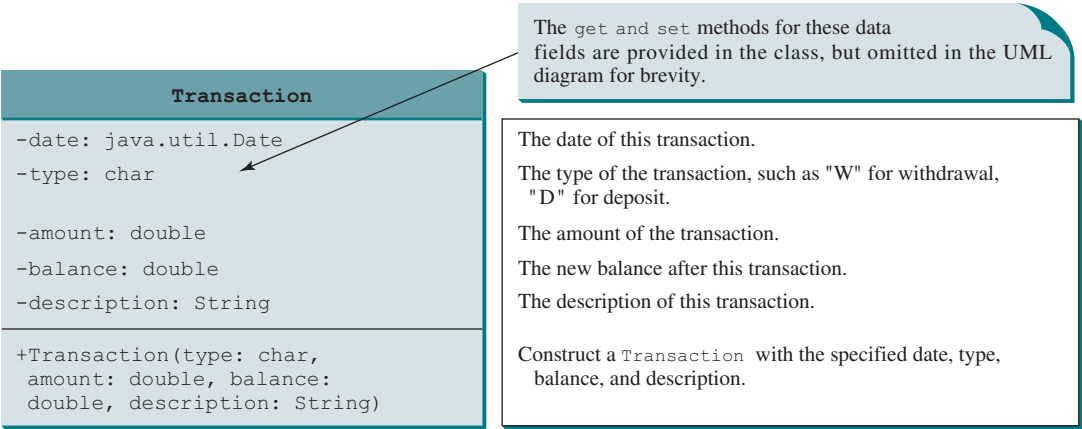 The get and set methods for these data
fields are provided in the class, but omitted in the UML
diagram for brevity.
Transaction
-date: java.util.Date
The date of this transaction.
-type: char
The type of the transaction, such as "W" for withdrawal,
"D" for deposit.
-amount: double
The amount of the transaction.
-balance: double
The new balance after this transaction.
-description: String
The description of this transaction.
+Transaction(type: char,
amount: double, balance:
double, description: String)
Construct a Transaction with the specified date, type,
balance, and description.